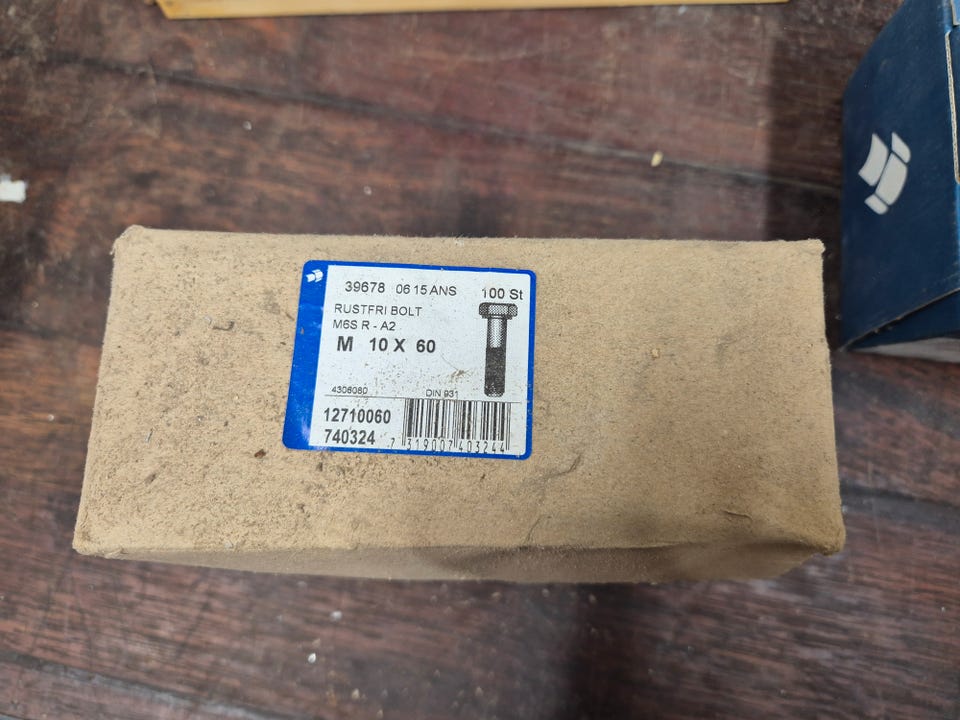 39678 06 15 ANS 100 St
RUSTFRI BOLT
M6S R - A2
M 10 X 60
4306080 DIN 931
12710060
740324 7 319007 403244